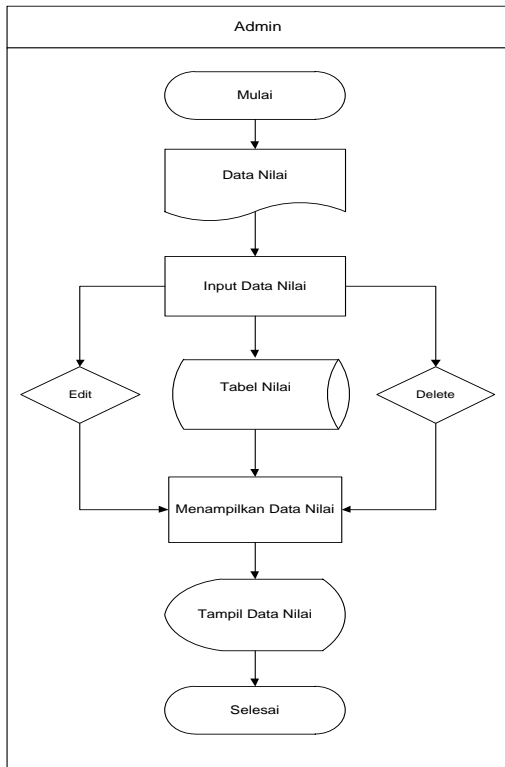 Admin
Mulai
Data Nilai
Input Data Nilai
Edit
Tabel Nilai
Delete
Menampilkan Data Nilai
Tampil Data Nilai
Selesai